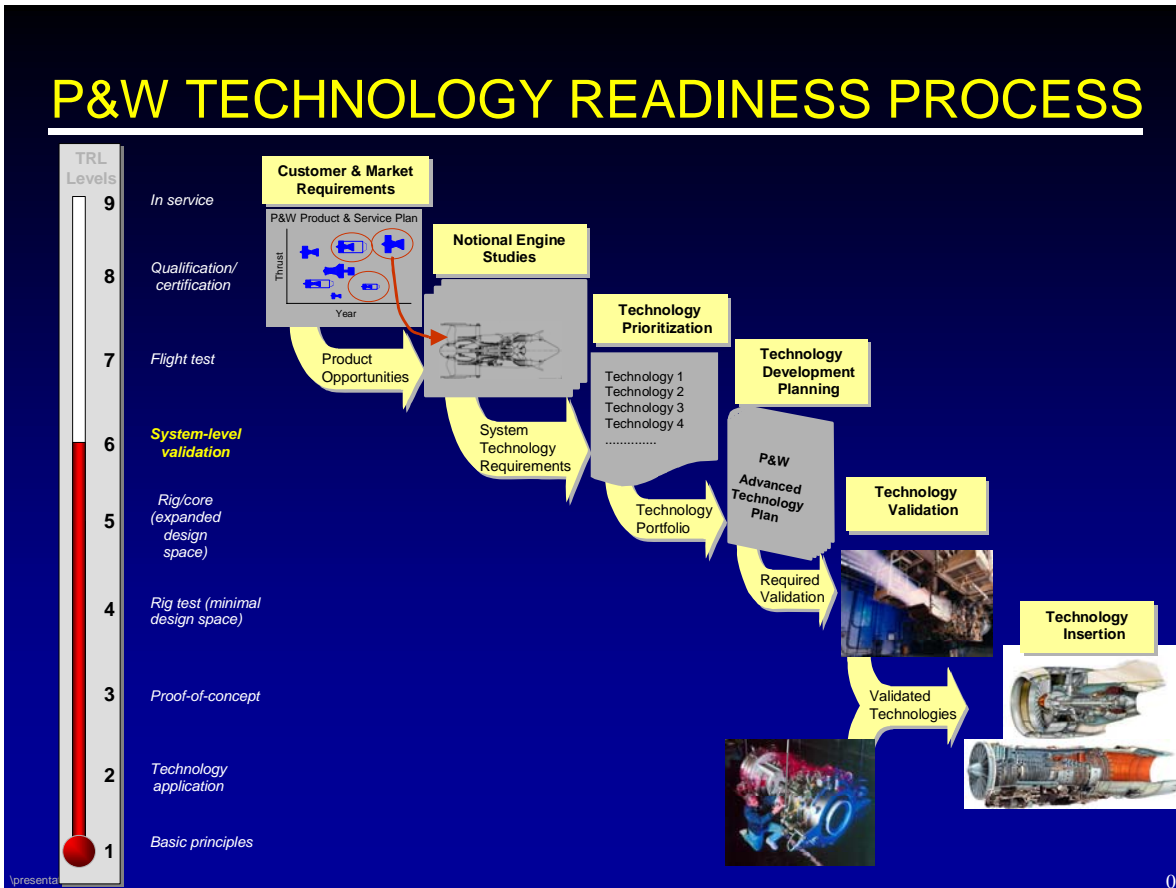 P&W TECHNOLOGY READINESS PROCESS
TRL
Levels
9
In service
8
Qualification/
certification
7
Flight test
6
System-level
validation
5
Rig/core
(expanded
design
space)
4
Rig test (minimal
design space)
3
Proof-of-concept
2
Technology
application
1
Basic principles
Customer & Market
Requirements
P&W Product & Service Plan
Thrust
Year
Product
Opportunities
Notional Engine
Studies
System
Technology
Requirements
Technology
Prioritization
Technology 1
Technology 2
Technology 3
Technology 4
.............
Technology
Portfolio
Technology
Development
Planning
P&W
Advanced
Technology
Plan
Required
Validation
Technology
Validation
Validated
Technologies
Technology
Insertion
0